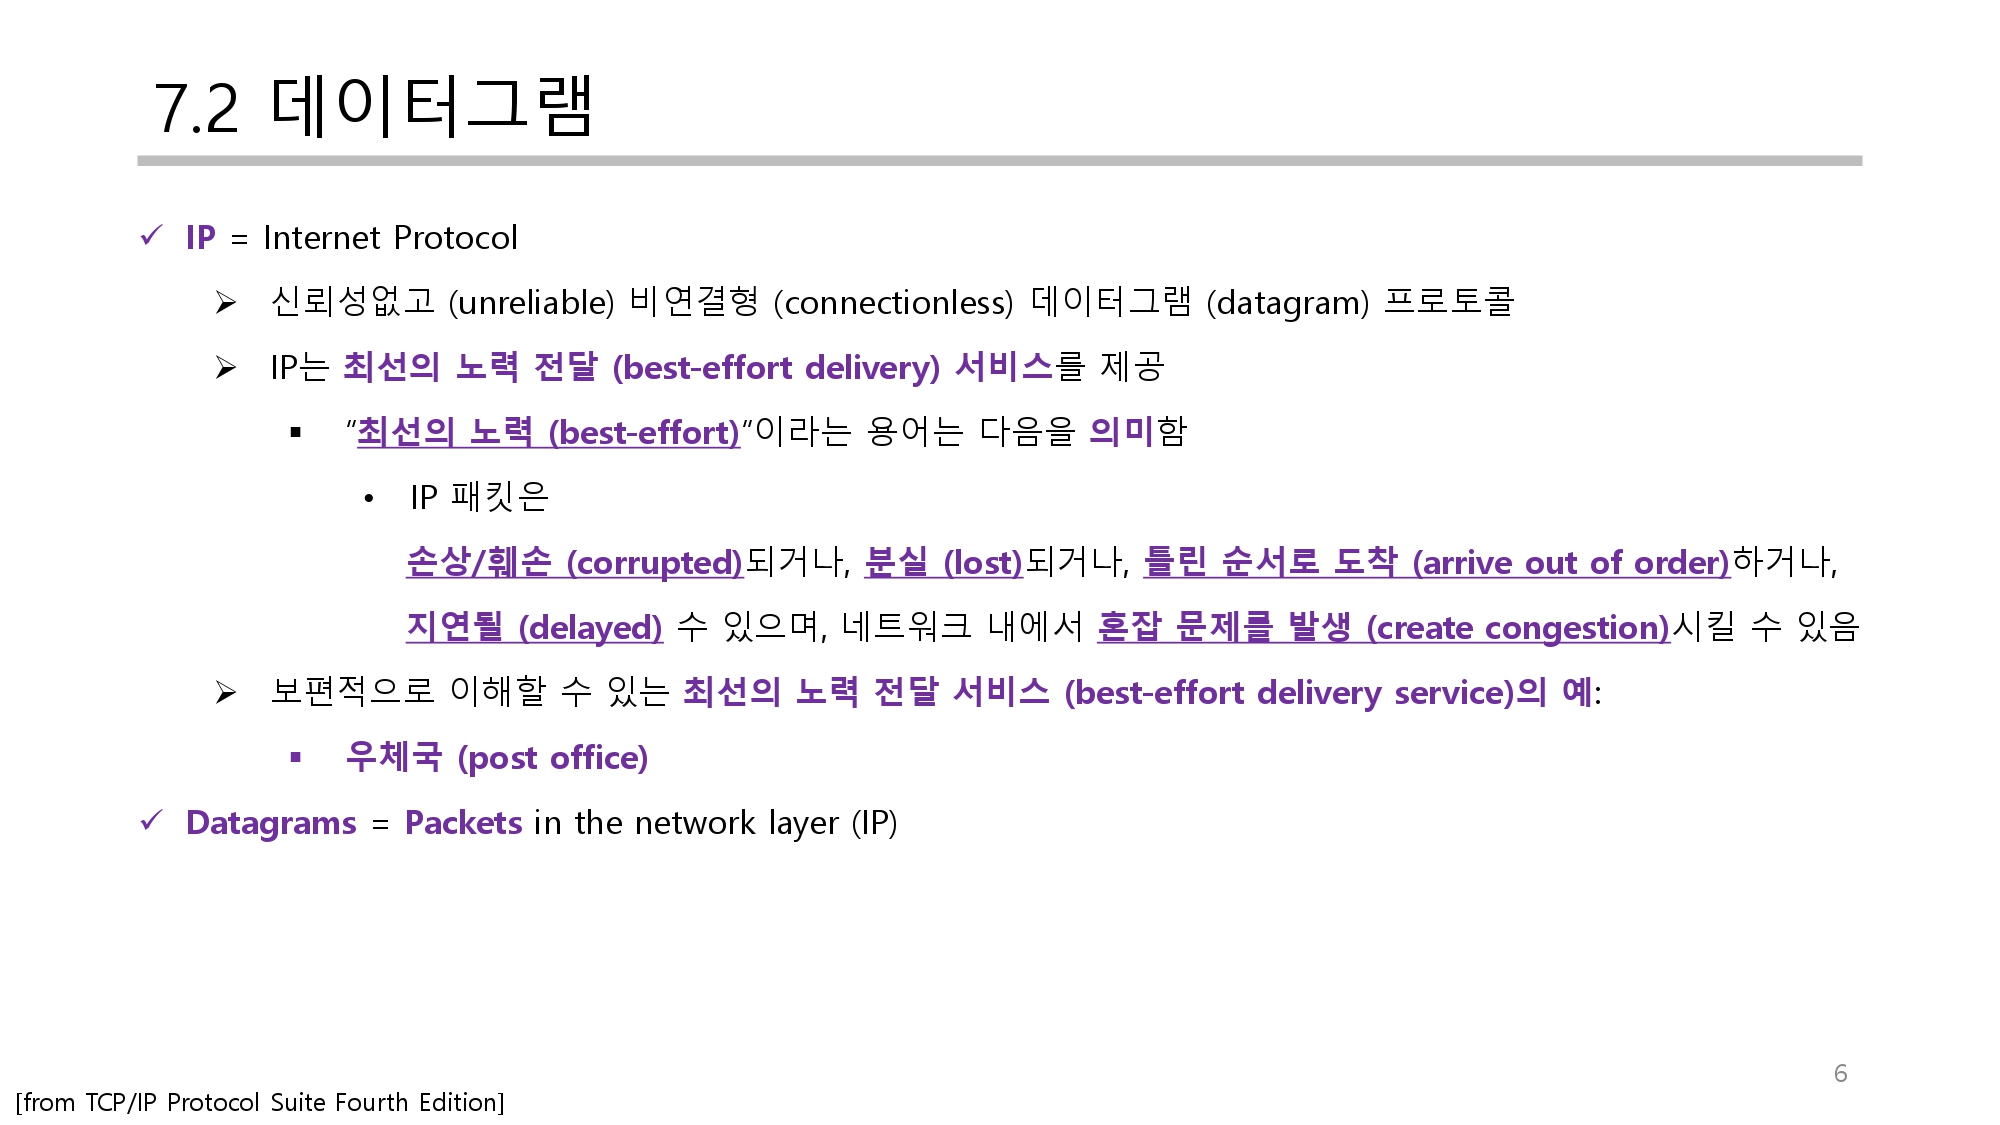 7.2 데이터그램
✓ IP = Internet Protocol
➢ 신뢰성없고 (unreliable) 비연결형 (connectionless) 데이터그램 (datagram) 프로토콜
➢ IP는 최선의 노력 전달 (best-effort delivery) 서비스를 제공
▪ "최선의 노력 (best-effort)"이라는 용어는 다음을 의미함
• IP 패킷은
손상/훼손 (corrupted)되거나, 분실 (lost)되거나, 틀린 순서로 도착 (arrive out of order)하거나,
지연될 (delayed) 수 있으며, 네트워크 내에서 혼잡 문제를 발생 (create congestion)시킬 수 있음
➢ 보편적으로 이해할 수 있는 최선의 노력 전달 서비스 (best-effort delivery service)의 예:
▪ 우체국 (post office)
✓ Datagrams = Packets in the network layer (IP)
6
[from TCP/IP Protocol Suite Fourth Edition]